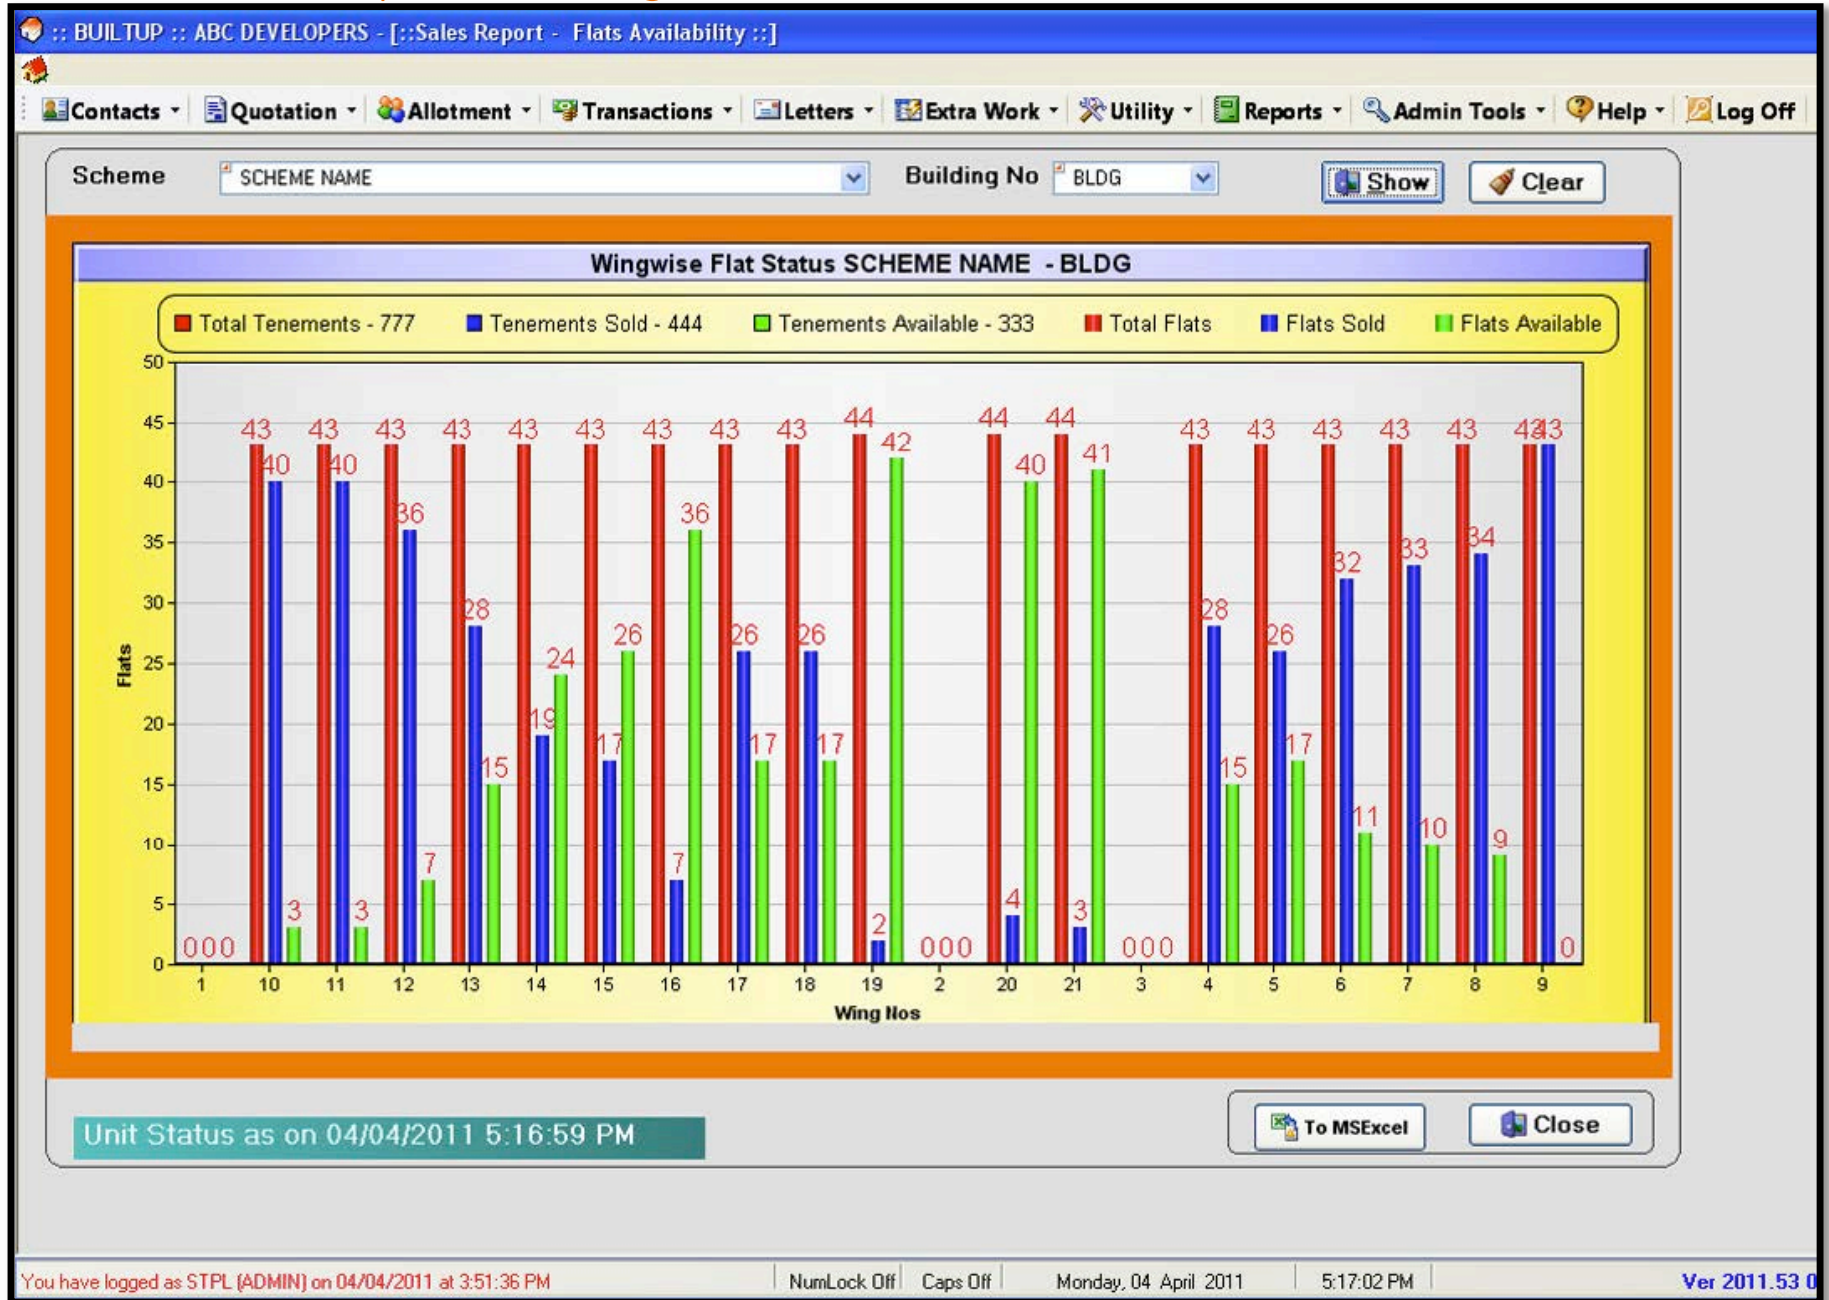 :: BUILTUP :: ABC DEVELOPERS - [::Sales Report - Flats Availability ::]
Contacts Quotation Allotment Transactions Letters Extra Work Utility Reports Admin Tools Help Log Off
Scheme SCHEME NAME Building No BLDG Show Clear
Wingwise Flat Status SCHEME NAME - BLDG
Total Tenements - 777 Tenements Sold - 444 Tenements Available - 333 Total Flats Flats Sold Flats Available
50
45
40
35
30
25
20
15
10
5
0
Flats
0 0 0
43 40 3
43 40 3
43 36 7
43 28 15
43 19 24
43 17 26
43 7 36
43 26 17
43 26 17
44 2 42
0 0 0
44 4 40
44 3 41
0 0 0
43 28 15
43 26 17
43 32 11
43 33 10
43 34 9
43 43 0
1 10 11 12 13 14 15 16 17 18 19 2 20 21 3 4 5 6 7 8 9
Wing Nos
Unit Status as on 04/04/2011 5:16:59 PM
To MSExcel Close
You have logged as STPL (ADMIN) on 04/04/2011 at 3:51:36 PM NumLock Off Caps Off Monday, 04 April 2011 5:17:02 PM Ver 2011.53